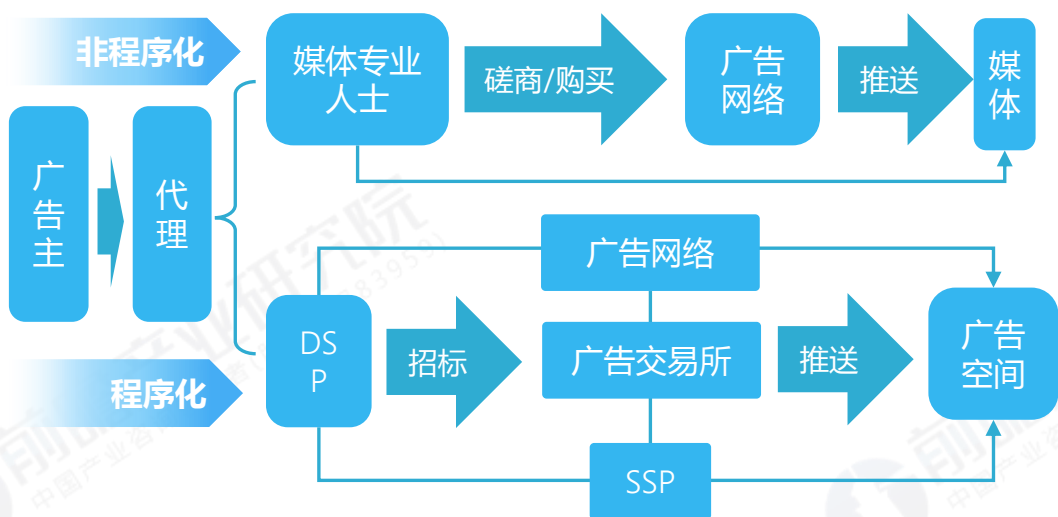 非程序化
媒体专业
人士
磋商/购买
广告
网络
推送
媒
体
广
告
主
代
理
广告网络
DS
P
招标
广告交易所
推送
广告
空间
程序化
SSP